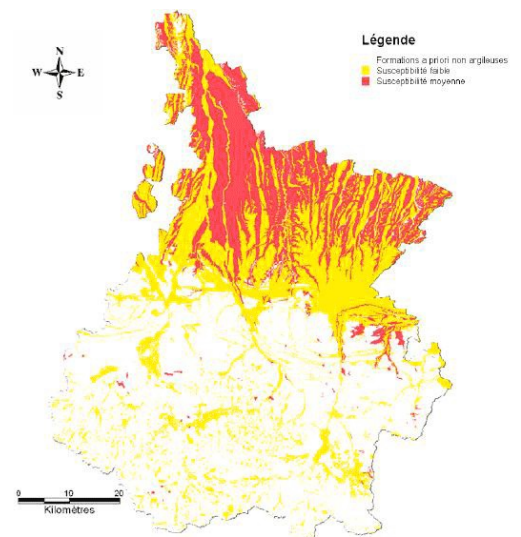 N
W E
S
Légende
Formations a priori non argileuses
Susceptibilité faible
Susceptibilité moyenne
0 10 20
Kilomètres